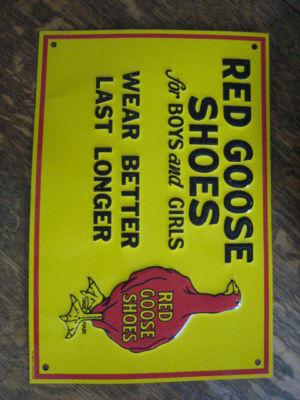 RED GOOSE
SHOES
for BOYS and GIRLS
WEAR BETTER
LAST LONGER
RED
GOOSE
SHOES